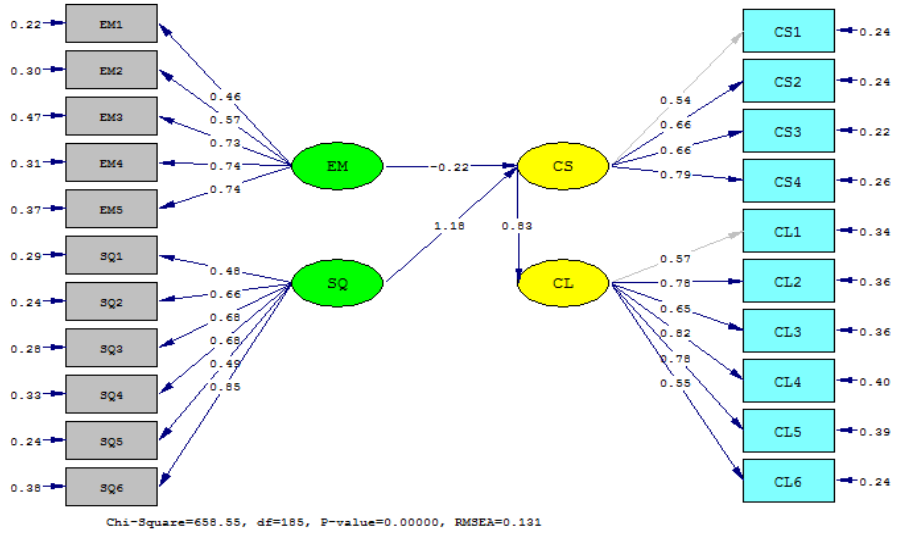 0.22 EM1
0.30 EM2
0.47 EM3
0.31 EM4
0.37 EM5
0.29 SQ1
0.24 SQ2
0.28 SQ3
0.33 SQ4
0.24 SQ5
0.38 SQ6
0.46
0.57
0.73
0.74
0.74
0.48
0.66
0.68
0.68
0.49
0.85
EM
SQ
-0.22
1.18
0.83
CS
CL
0.54
0.66
0.66
0.79
0.57
0.78
0.65
0.82
0.78
0.55
CS1 0.24
CS2 0.24
CS3 0.22
CS4 0.26
CL1 0.34
CL2 0.36
CL3 0.36
CL4 0.40
CL5 0.39
CL6 0.24
Chi-Square=658.55, df=185, P-value=0.00000, RMSEA=0.131